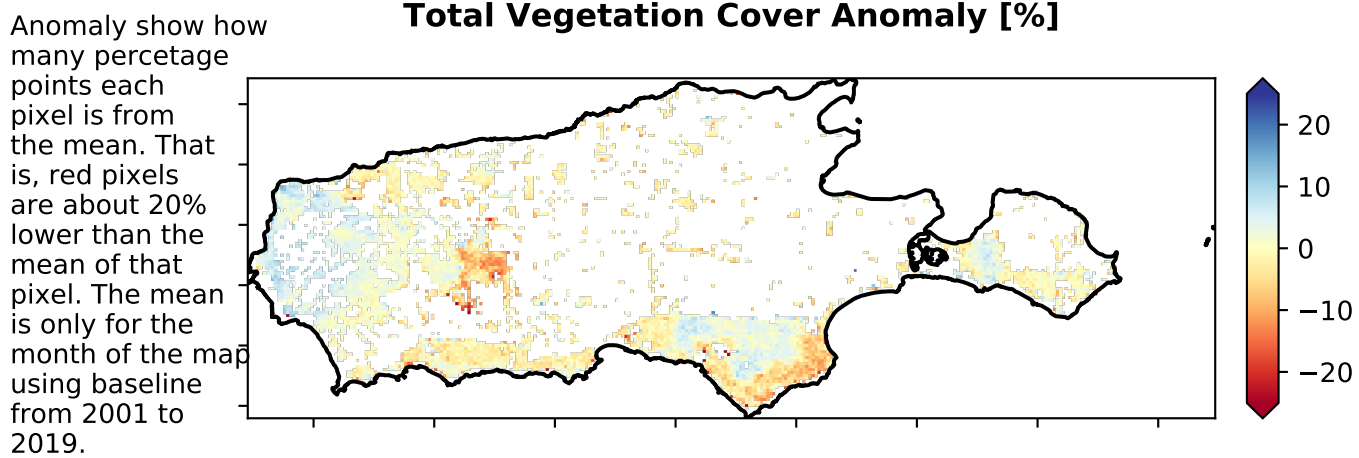 Total Vegetation Cover Anomaly [%]
Anomaly show how
many percetage
points each
pixel is from
the mean. That
is, red pixels
are about 20%
lower than the
mean of that
pixel. The mean
is only for the
month of the map
using baseline
from 2001 to
2019.
20
10
0
−10
−20